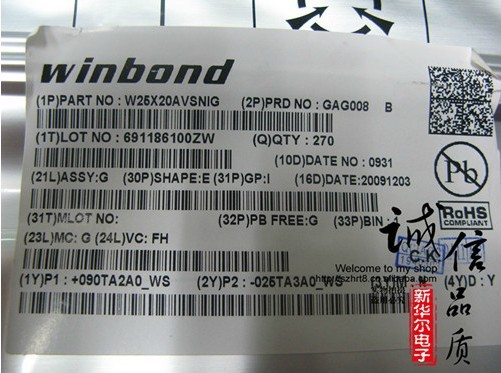 winbond
(1P)PART NO : W25X20AVSNIG (2P)PRD NO : GAG008 B
(1T)LOT NO : 691186100ZW (Q)QTY : 270
(10D)DATE NO : 0931
(21L)ASSY:G (30P)SHAPE:E (31P)GP:I (16D)DATE:20091203
Pb
RoHS
COMPLIANT
(31T)MLOT NO: (32P)PB FREE:G (33P)BIN :
(23L)MC: G (24L)VC: FH
C.K
诚信品质
Welcome to my shop
(1Y)P1 : +090TA2A0_WS (2Y)P2 : -025TA3A0_WS (4Y)D : Y
新华尔电子